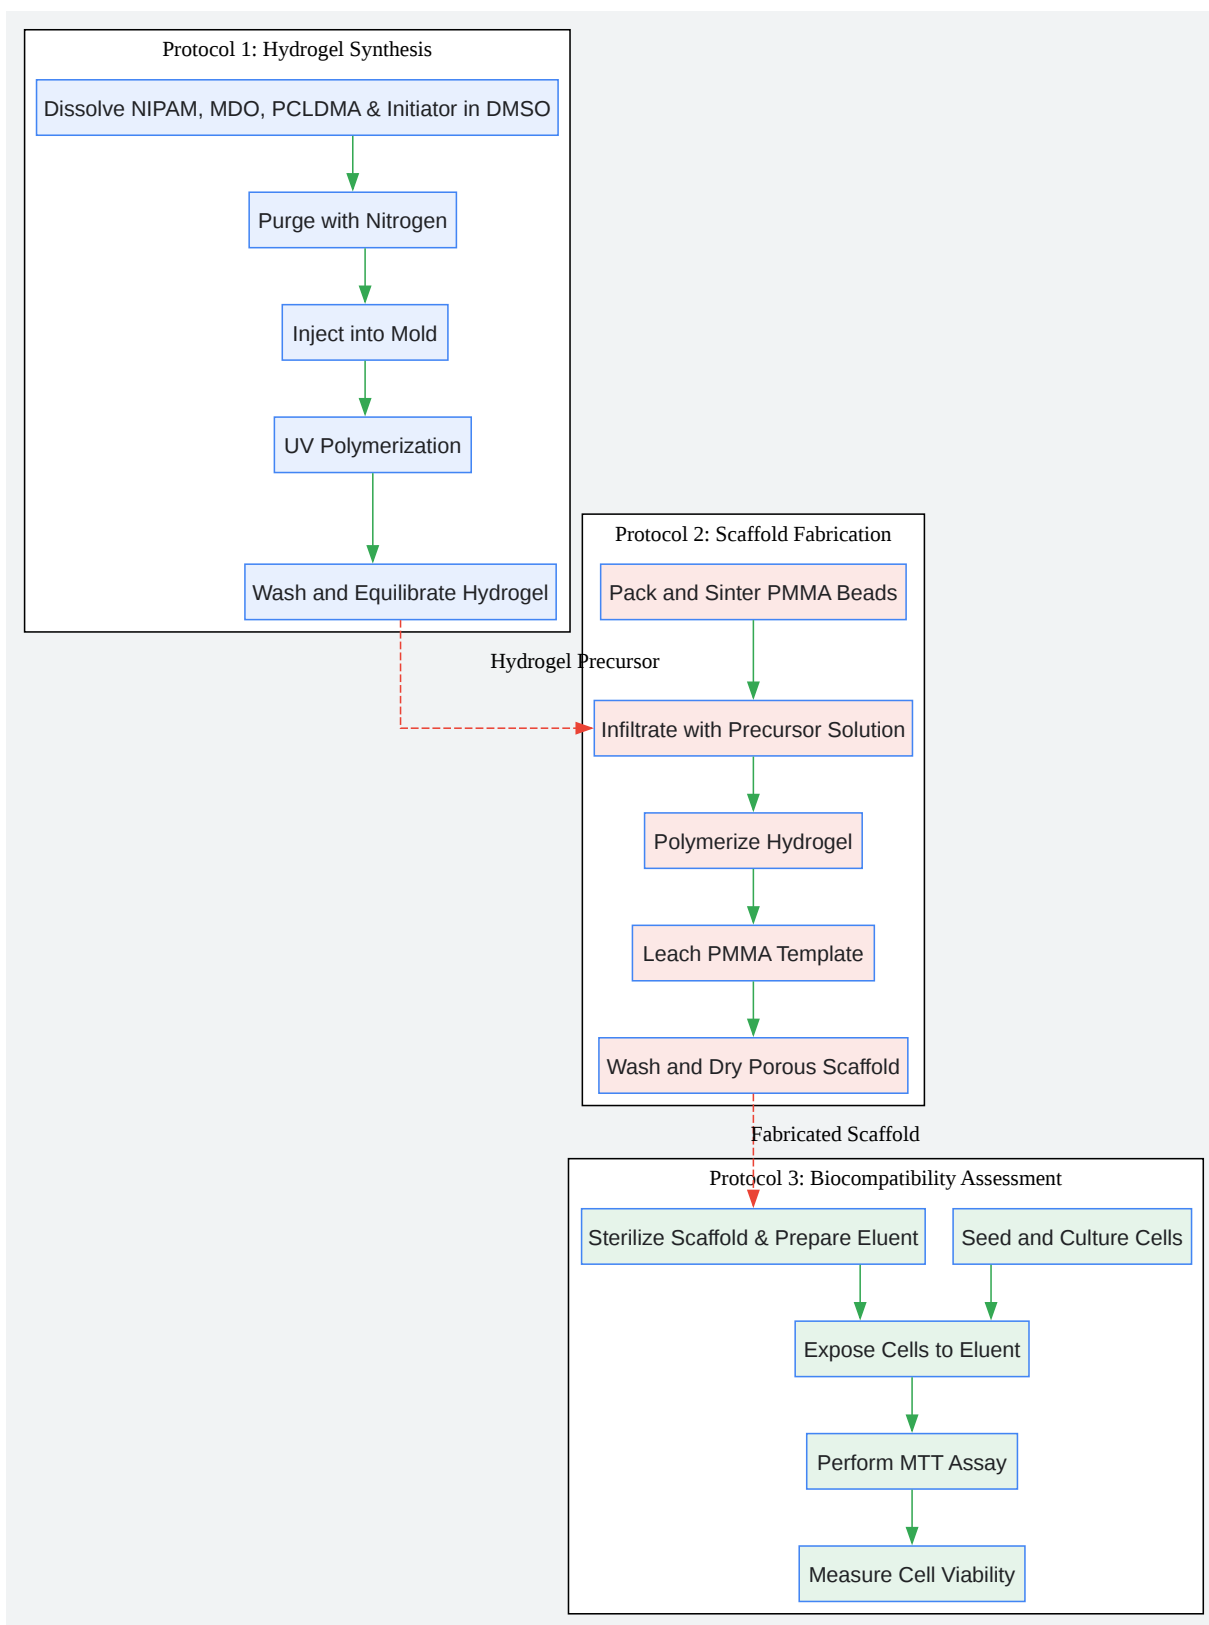 Protocol 1: Hydrogel Synthesis
Dissolve NIPAM, MDO, PCLDMA & Initiator in DMSO
Purge with Nitrogen
Inject into Mold
UV Polymerization
Wash and Equilibrate Hydrogel
Hydrogel Precursor
Protocol 2: Scaffold Fabrication
Pack and Sinter PMMA Beads
Infiltrate with Precursor Solution
Polymerize Hydrogel
Leach PMMA Template
Wash and Dry Porous Scaffold
Fabricated Scaffold
Protocol 3: Biocompatibility Assessment
Sterilize Scaffold & Prepare Eluent
Seed and Culture Cells
Expose Cells to Eluent
Perform MTT Assay
Measure Cell Viability